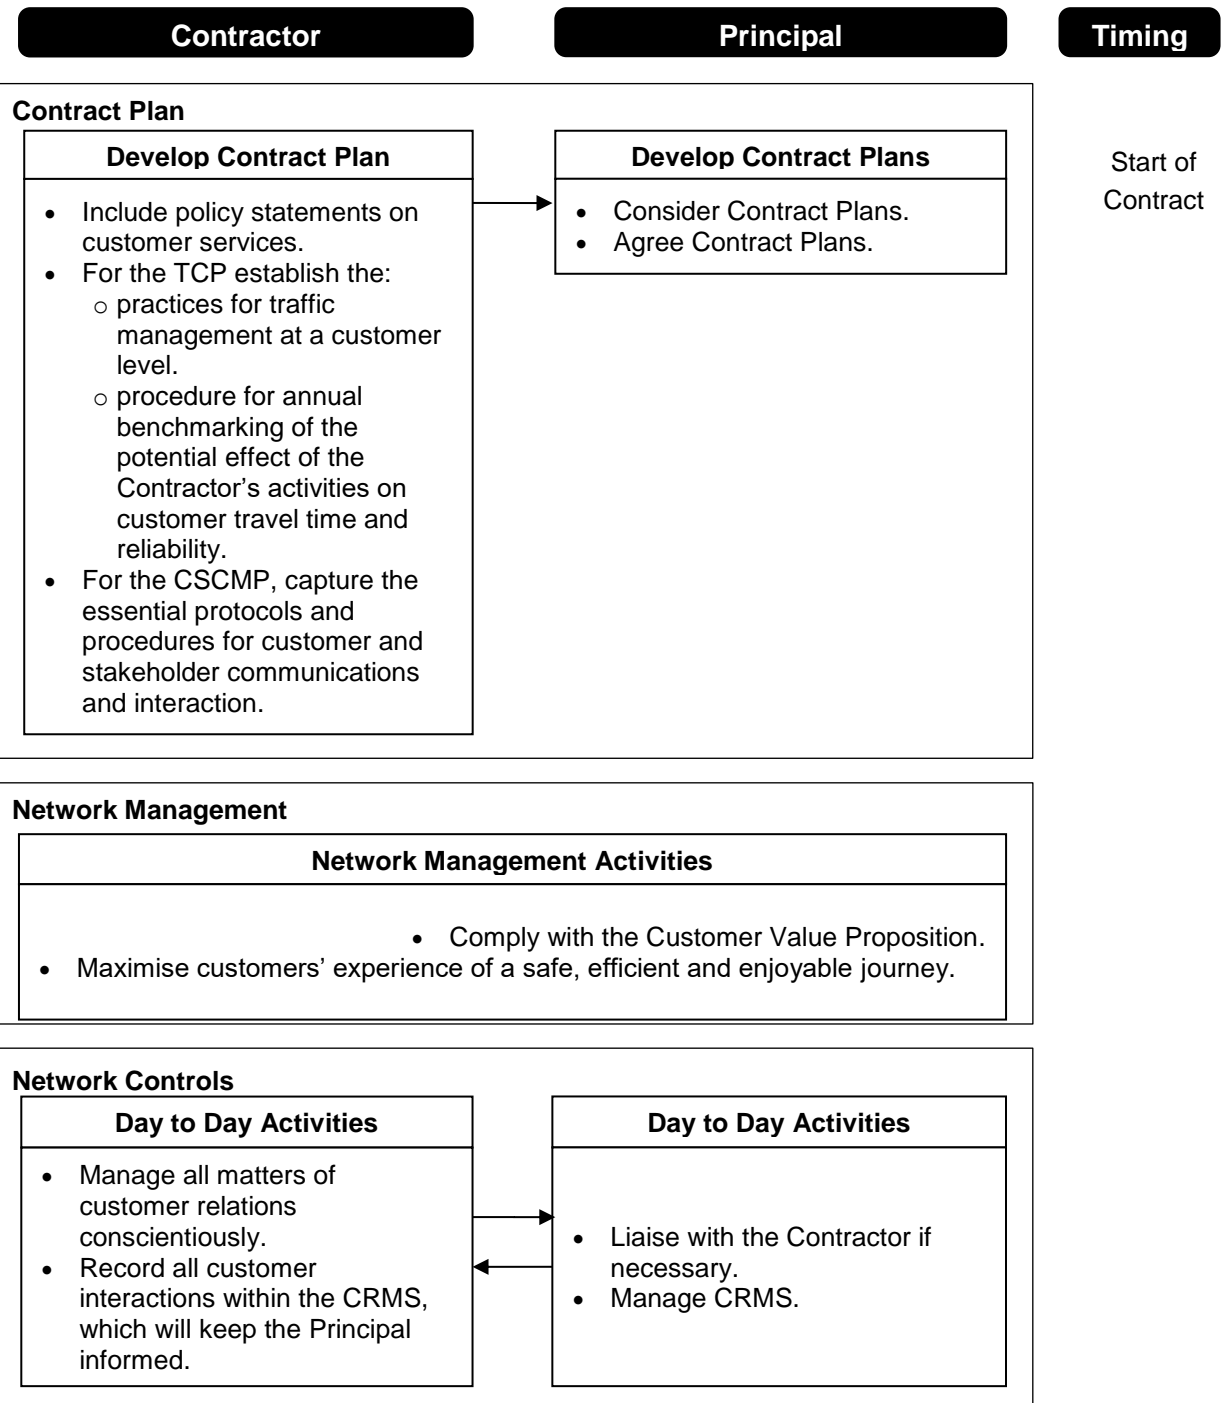 Contractor
Principal
Timing
Contract Plan
Develop Contract Plan
• Include policy statements on
customer services.
• For the TCP establish the:
o practices for traffic
management at a customer
level.
o procedure for annual
benchmarking of the
potential effect of the
Contractor’s activities on
customer travel time and
reliability.
• For the CSCMP, capture the
essential protocols and
procedures for customer and
stakeholder communications
and interaction.
Develop Contract Plans
• Consider Contract Plans.
• Agree Contract Plans.
Start of
Contract
Network Management
Network Management Activities
• Comply with the Customer Value Proposition.
• Maximise customers’ experience of a safe, efficient and enjoyable journey.
Network Controls
Day to Day Activities
• Manage all matters of
customer relations
conscientiously.
• Record all customer
interactions within the CRMS,
which will keep the Principal
informed.
Day to Day Activities
• Liaise with the Contractor if
necessary.
• Manage CRMS.